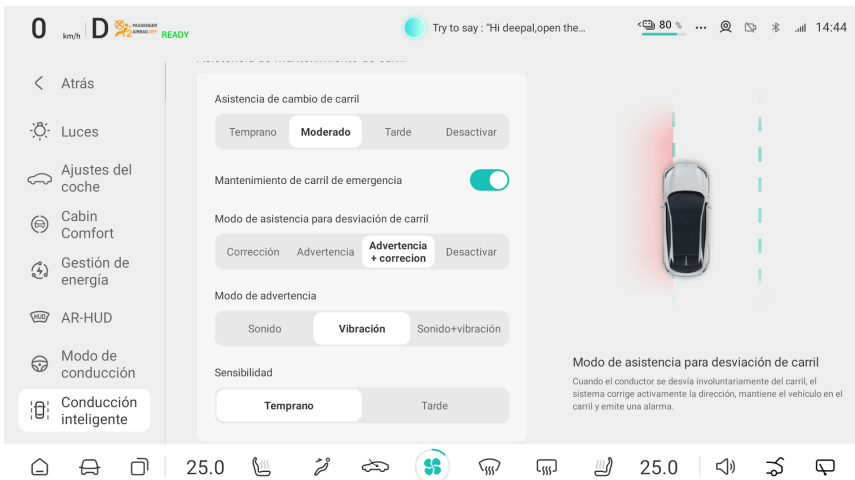 0 km/h D PASSENGER AIRBAG OFF READY
Try to say : “Hi deepal,open the...
80 %
14:44
Atrás
Luces
Ajustes del
coche
Cabin
Comfort
Gestión de
energía
HUD AR-HUD
Modo de
conducción
Conducción
inteligente
Asistencia de cambio de carril
Temprano Moderado Tarde Desactivar
Mantenimiento de carril de emergencia
Modo de asistencia para desviación de carril
Corrección Advertencia Advertencia
+ correcion Desactivar
Modo de advertencia
Sonido Vibración Sonido+vibración
Sensibilidad
Temprano Tarde
Modo de asistencia para desviación de carril
Cuando el conductor se desvía involuntariamente del carril, el
sistema corrige activamente la dirección, mantiene el vehículo en el
carril y emite una alarma.
25.0
25.0